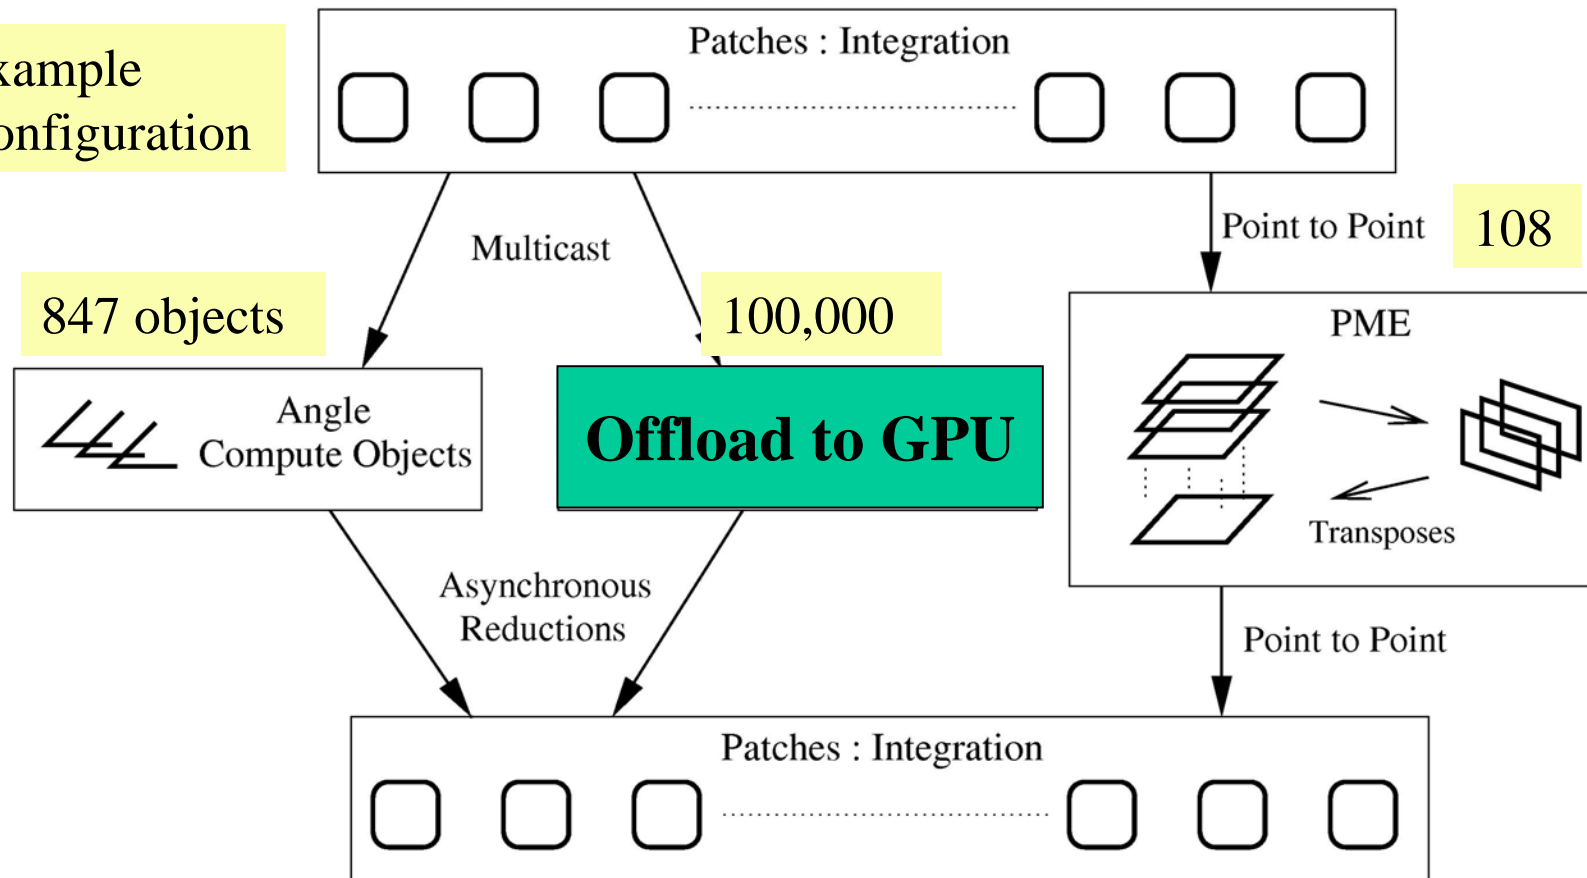 xample
onfiguration
Patches : Integration
Multicast
Point to Point
108
847 objects
100,000
PME
Angle
Compute Objects
Offload to GPU
Transposes
Asynchronous
Reductions
Point to Point
Patches : Integration